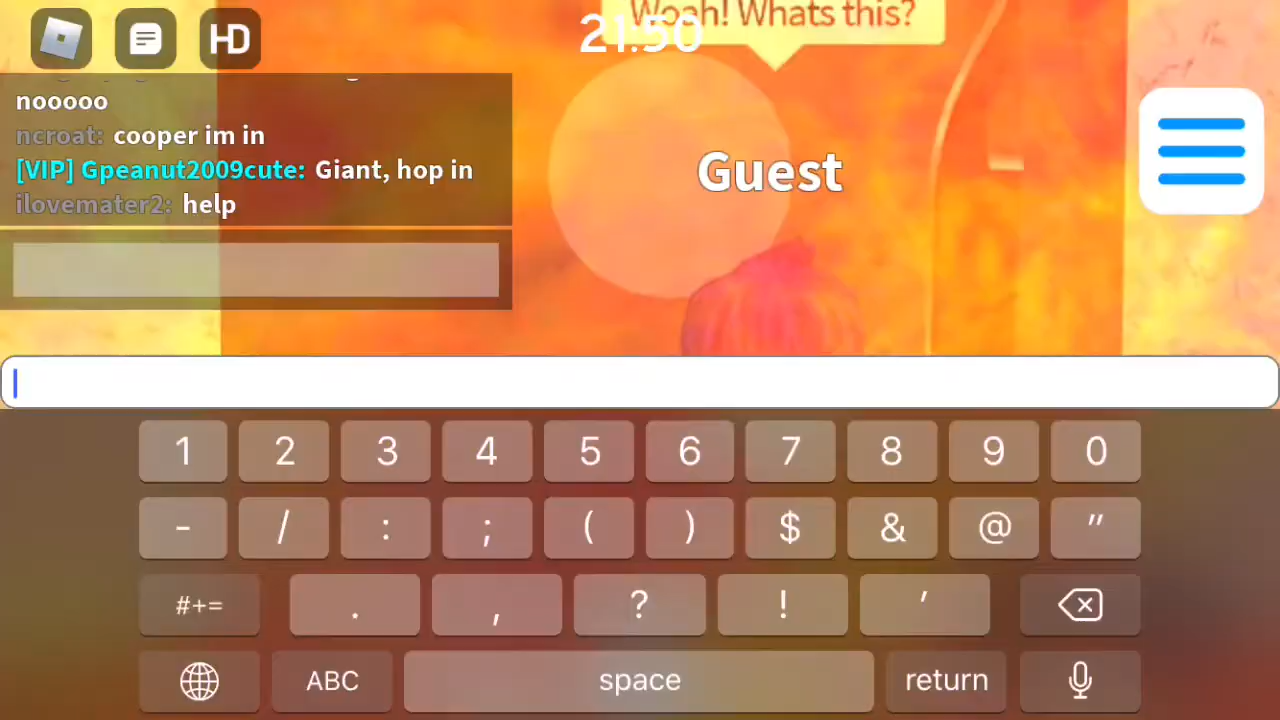 HD
21:50
Woah! Whats this?
nooooo
ncroat: cooper im in
[VIP] Gpeanut2009cute: Giant, hop in
ilovemater2: help
Guest
1 2 3 4 5 6 7 8 9 0
- / : ; ( ) $ & @ "
#+= . , ? ! '
ABC space return